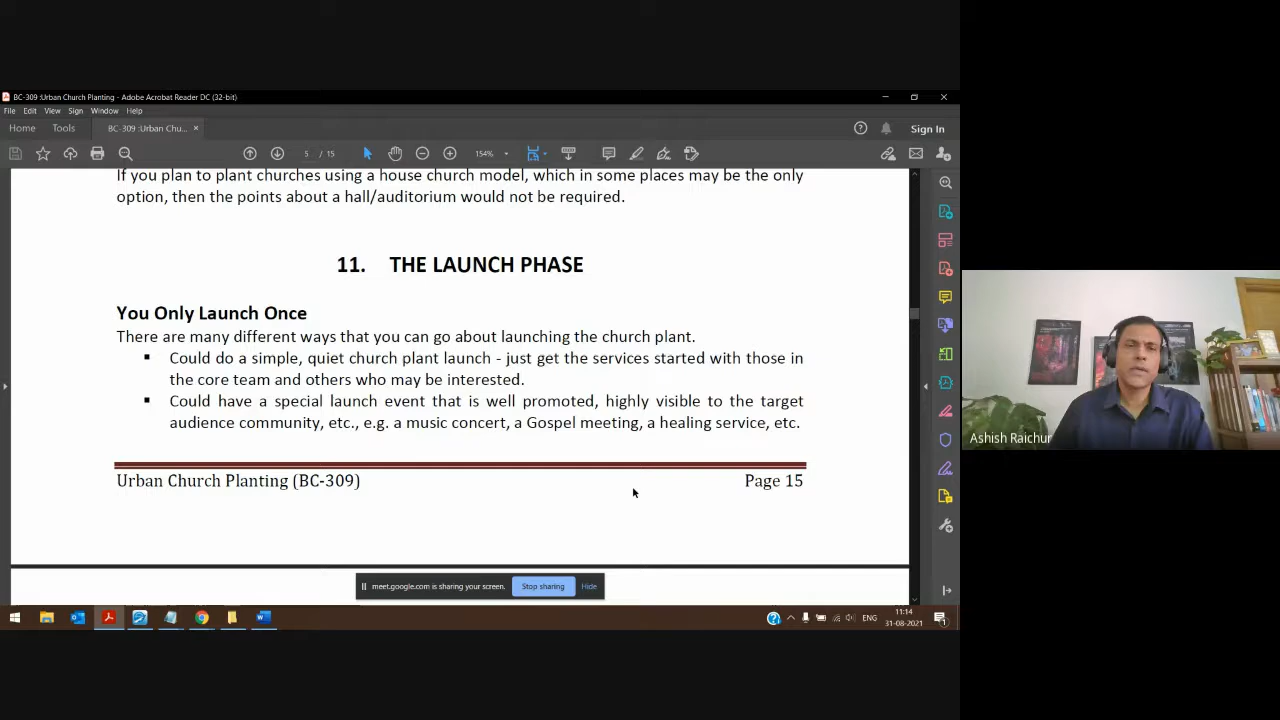 BC-309 :Urban Church Planting - Adobe Acrobat Reader DC (32-bit)
File Edit View Sign Window Help
Home Tools BC-309 :Urban Chu... × Sign In
5 / 15 154%
If you plan to plant churches using a house church model, which in some places may be the only
option, then the points about a hall/auditorium would not be required.
11. THE LAUNCH PHASE
You Only Launch Once
There are many different ways that you can go about launching the church plant.
▪ Could do a simple, quiet church plant launch - just get the services started with those in
the core team and others who may be interested.
▪ Could have a special launch event that is well promoted, highly visible to the target
audience community, etc., e.g. a music concert, a Gospel meeting, a healing service, etc.
Urban Church Planting (BC-309) Page 15
Ashish Raichur
meet.google.com is sharing your screen. Stop sharing Hide
ENG 11:14
31-08-2021